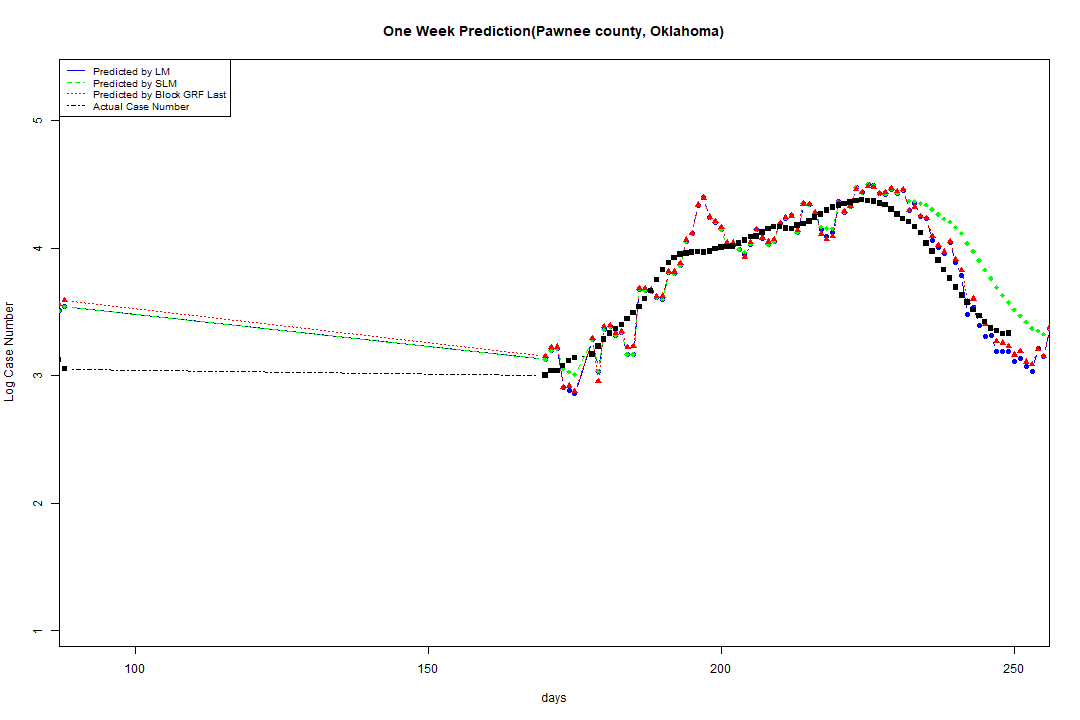 One Week Prediction(Pawnee county, Oklahoma)
Predicted by LM
Predicted by SLM
Predicted by Block GRF Last
Actual Case Number
5
4
3
2
1
Log Case Number
100 150 200 250
days